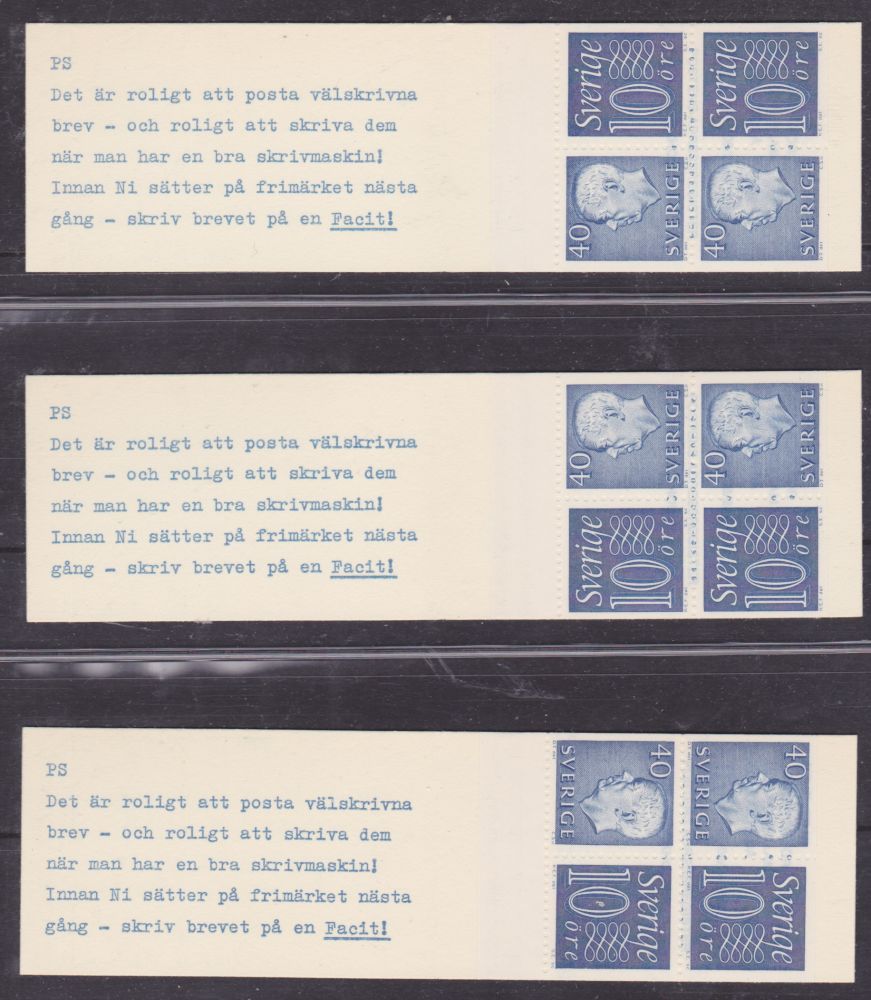 PS
Det är roligt att posta välskrivna
brev - och roligt att skriva dem
när man har en bra skrivmaskin!
Innan Ni sätter på frimärket nästa
gång - skriv brevet på en Facit!
Sverige 10 öre
Sverige 10 öre
40 SVERIGE
40 SVERIGE
PS
Det är roligt att posta välskrivna
brev - och roligt att skriva dem
när man har en bra skrivmaskin!
Innan Ni sätter på frimärket nästa
gång - skriv brevet på en Facit!
40 SVERIGE
40 SVERIGE
Sverige 10 öre
Sverige 10 öre
PS
Det är roligt att posta välskrivna
brev - och roligt att skriva dem
när man har en bra skrivmaskin!
Innan Ni sätter på frimärket nästa
gång - skriv brevet på en Facit!
SVERIGE 40
SVERIGE 40
Sverige 10 öre
Sverige 10 öre